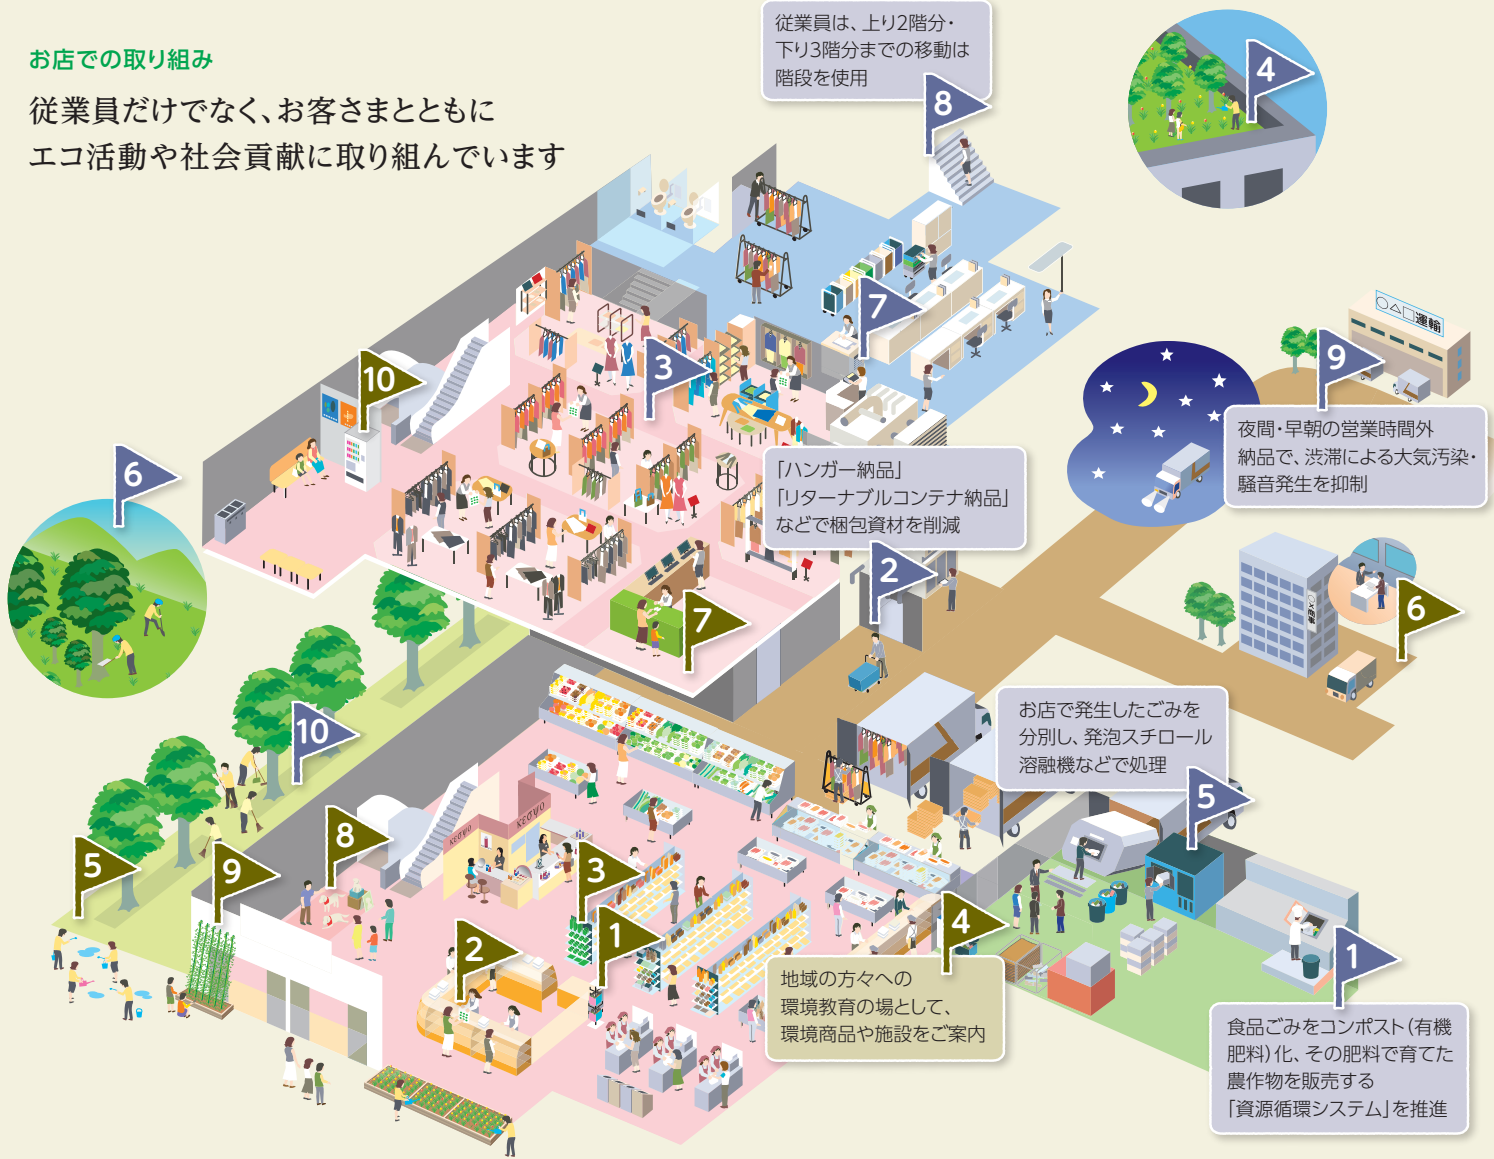 お店での取り組み
従業員だけでなく、お客さまとともに
エコ活動や社会貢献に取り組んでいます
従業員は、上り2階分・
下り3階分までの移動は
階段を使用
8
4
7
3
10
○△□運輸
9
夜間・早朝の営業時間外
納品で、渋滞による大気汚染・
騒音発生を抑制
6
「ハンガー納品」
「リターナブルコンテナ納品」
などで梱包資材を削減
2
○×商事
6
7
10
お店で発生したごみを
分別し、発泡スチロール
溶融機などで処理
5
8
5
9
3
1
2
4
地域の方々への
環境教育の場として、
環境商品や施設をご案内
1
食品ごみをコンポスト（有機
肥料）化、その肥料で育てた
農作物を販売する
「資源循環システム」を推進